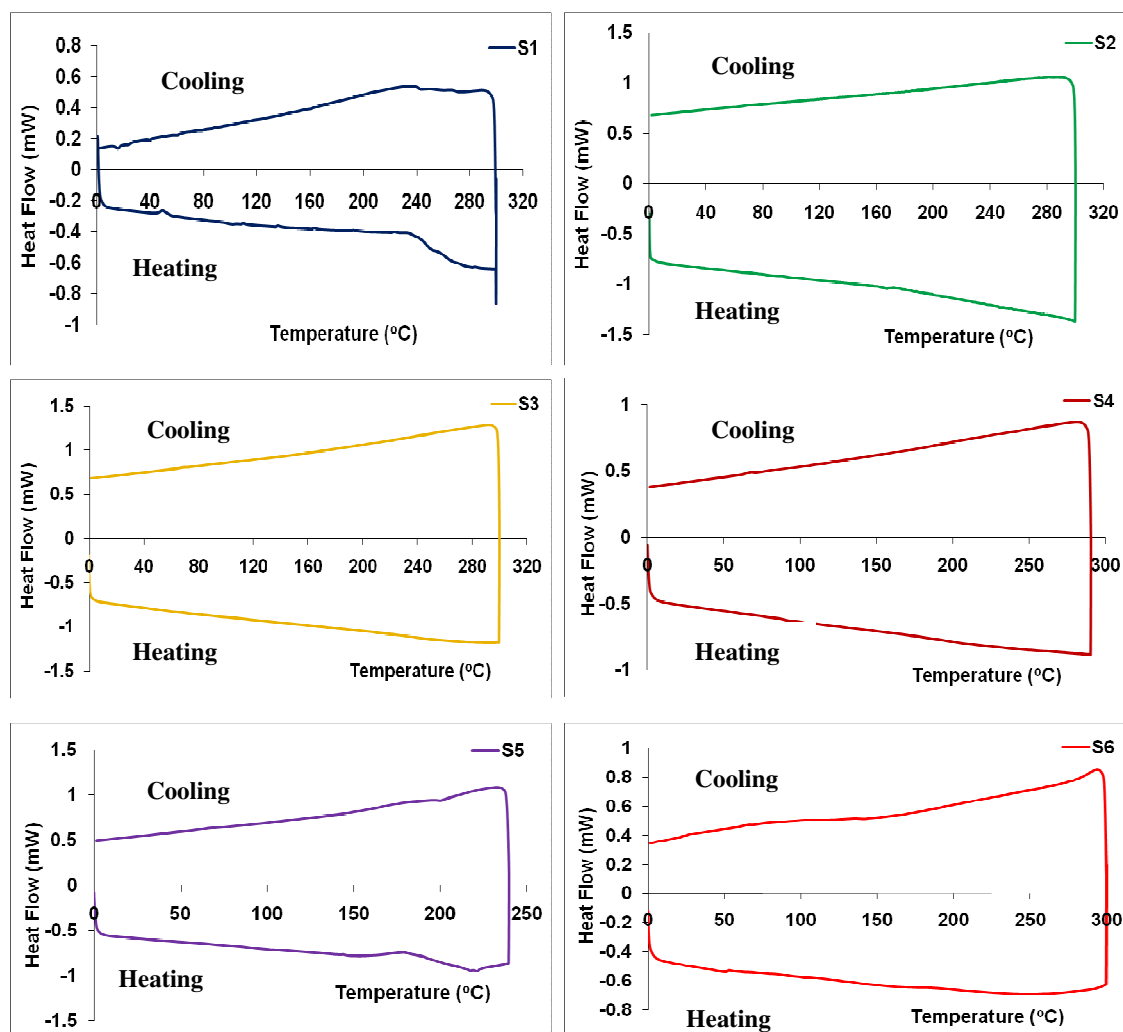 S1
Cooling
Heating
Heat Flow (mW)
Temperature (ºC)
0.8
0.6
0.4
0.2
0
-0.2
-0.4
-0.6
-0.8
-1
0 40 80 120 160 200 240 280 320
S2
Cooling
Heating
Heat Flow (mW)
Temperature (ºC)
1.5
1
0.5
0
-0.5
-1
-1.5
0 40 80 120 160 200 240 280 320
S3
Cooling
Heating
Heat Flow (mW)
Temperature (ºC)
1.5
1
0.5
0
-0.5
-1
-1.5
0 40 80 120 160 200 240 280 320
S4
Cooling
Heating
Heat Flow (mW)
Temperature (ºC)
1
0.5
0
-0.5
-1
0 50 100 150 200 250 300
S5
Cooling
Heating
Heat Flow (mW)
Temperature (ºC)
1.5
1
0.5
0
-0.5
-1
-1.5
0 50 100 150 200 250
S6
Cooling
Heating
Heat Flow (mW)
Temperature (ºC)
1
0.8
0.6
0.4
0.2
0
-0.2
-0.4
-0.6
-0.8
0 50 100 150 200 250 300